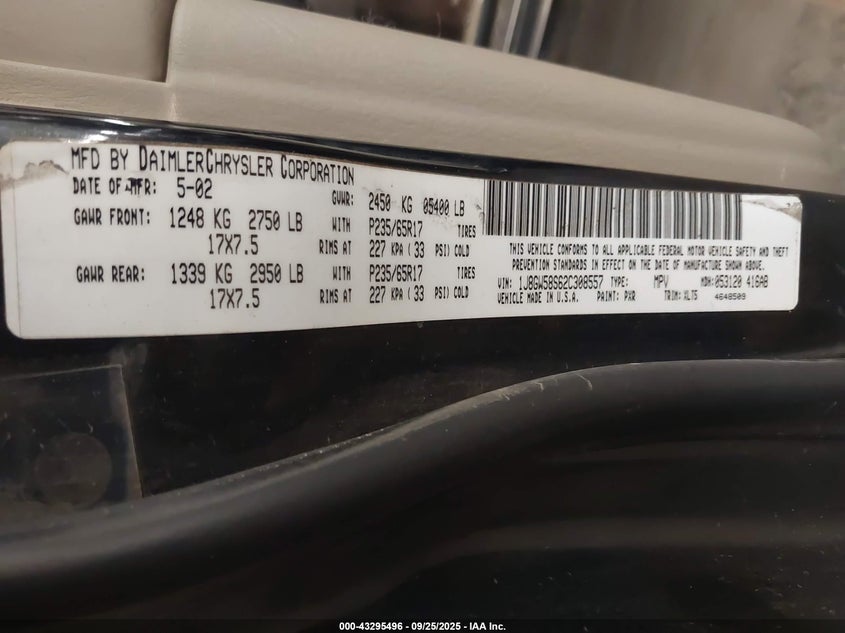 MFD BY DAIMLERCHRYSLER CORPORATION
DATE OF MFR: 5-02 GVWR: 2450 KG 05400 LB
GAWR FRONT: 1248 KG 2750 LB WITH P235/65R17 TIRES
17X7.5 RIMS AT 227 KPA ( 33 PSI) COLD
GAWR REAR: 1339 KG 2950 LB WITH P235/65R17 TIRES
17X7.5 RIMS AT 227 KPA ( 33 PSI) COLD
THIS VEHICLE CONFORMS TO ALL APPLICABLE FEDERAL MOTOR VEHICLE SAFETY AND THEFT
PREVENTION STANDARDS IN EFFECT ON THE DATE OF MANUFACTURE SHOWN ABOVE.
VIN: 1J8GW58S62C308557 TYPE: MPV MDH: 053120 416AB
VEHICLE MADE IN U.S.A. PAINT: PXR TRIM: XLT5 4648509
000-43295496 - 09/25/2025 - IAA Inc.